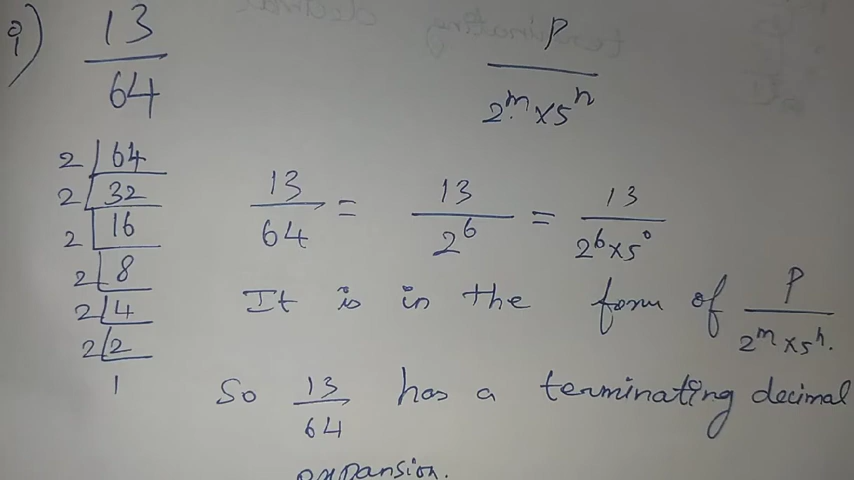 i) 13/64
P/2^m×5^n
2 | 64
2 | 32
2 | 16
2 | 8
2 | 4
2 | 2
1
13/64 = 13/2^6 = 13/2^6×5^0
It is in the form of P/2^m×5^n.
So 13/64 has a terminating decimal
expansion.